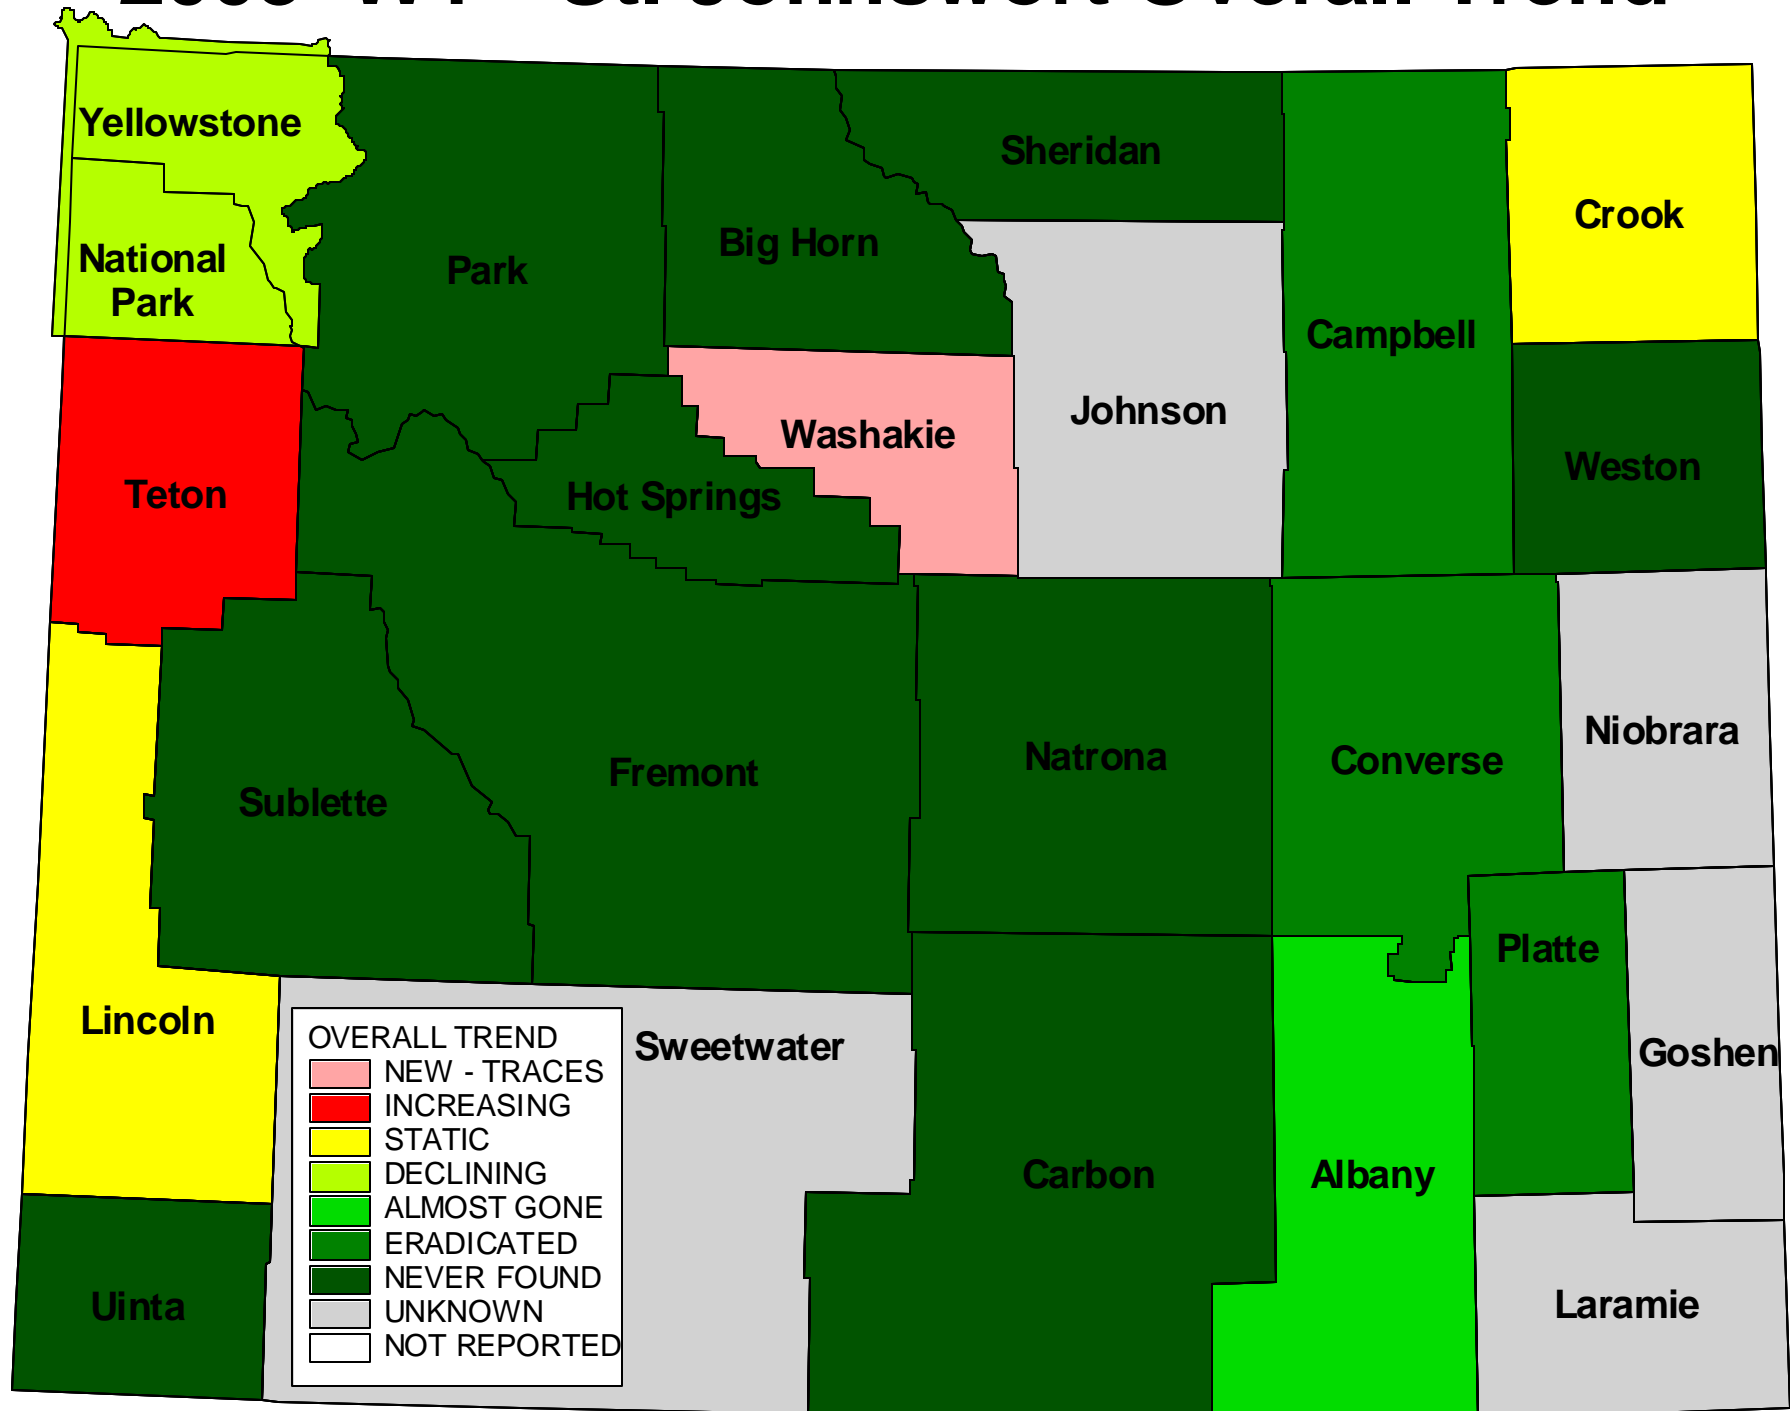 Overall Trend
Yellowstone
National
Park
Park
Big Horn
Sheridan
Campbell
Crook
Johnson
Washakie
Hot Springs
Teton
Weston
Sublette
Fremont
Natrona
Converse
Niobrara
Platte
Lincoln
Sweetwater
Goshen
Carbon
Albany
Uinta
Laramie
OVERALL TREND
NEW - TRACES
INCREASING
STATIC
DECLINING
ALMOST GONE
ERADICATED
NEVER FOUND
UNKNOWN
NOT REPORTED